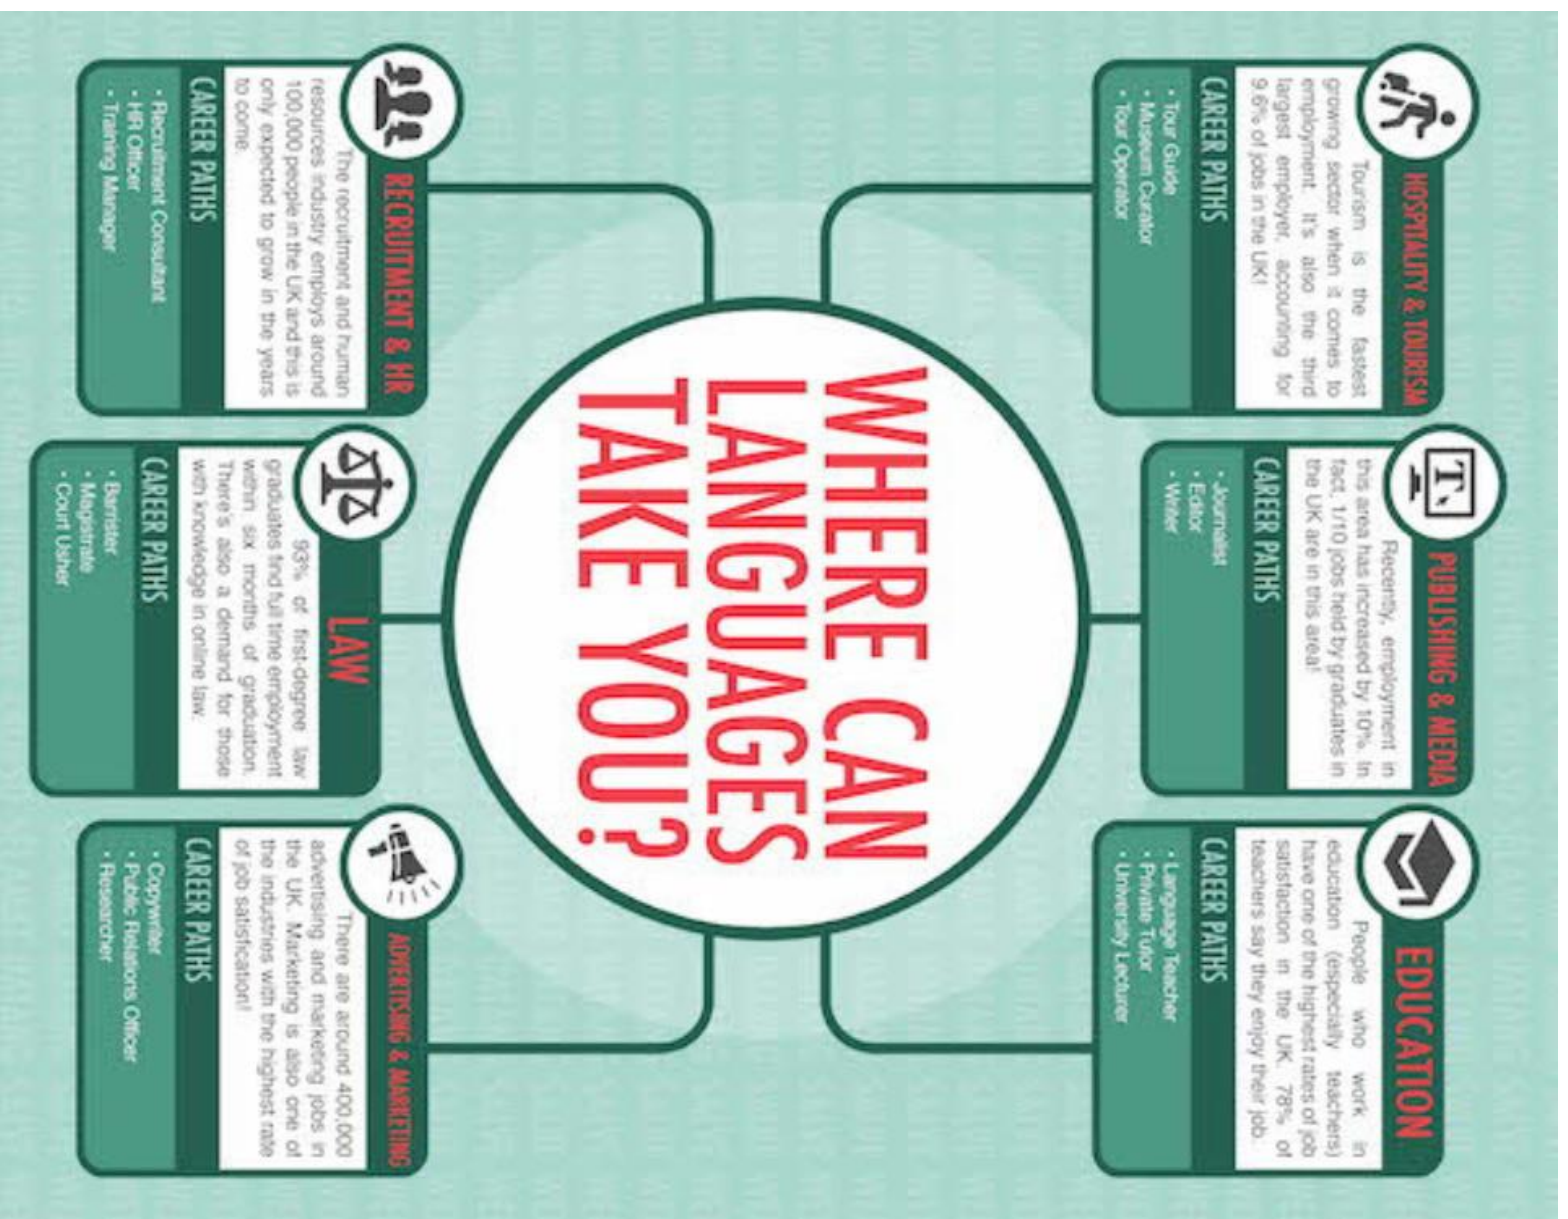 HOSPITALITY & TOURISM
Tourism is the fastest
growing sector when it comes to
employment. It's also the third
largest employer, accounting for
9.6% of jobs in the UK!
CAREER PATHS
• Tour Guide
• Museum Curator
• Tour Operator
PUBLISHING & MEDIA
Recently, employment in
this area has increased by 10%. In
fact, 1/10 jobs held by graduates in
the UK are in this area!
CAREER PATHS
• Journalist
• Editor
• Writer
EDUCATION
People who work in
education (especially teachers)
have one of the highest rates of job
satisfaction in the UK. 78% of
teachers say they enjoy their job.
CAREER PATHS
• Language Teacher
• Private Tutor
• University Lecturer
WHERE CAN
LANGUAGES
TAKE YOU?
RECRUITMENT & HR
The recruitment and human
resources industry employs around
100,000 people in the UK and this is
only expected to grow in the years
to come.
CAREER PATHS
• Recruitment Consultant
• HR Officer
• Training Manager
LAW
93% of first-degree law
graduates find full time employment
within six months of graduation.
There's also a demand for those
with knowledge in online law.
CAREER PATHS
• Barrister
• Magistrate
• Court Usher
ADVERTISING & MARKETING
There are around 400,000
advertising and marketing jobs in
the UK. Marketing is also one of
the industries with the highest rate
of job satisfication!
CAREER PATHS
• Copywriter
• Public Relations Officer
• Researcher